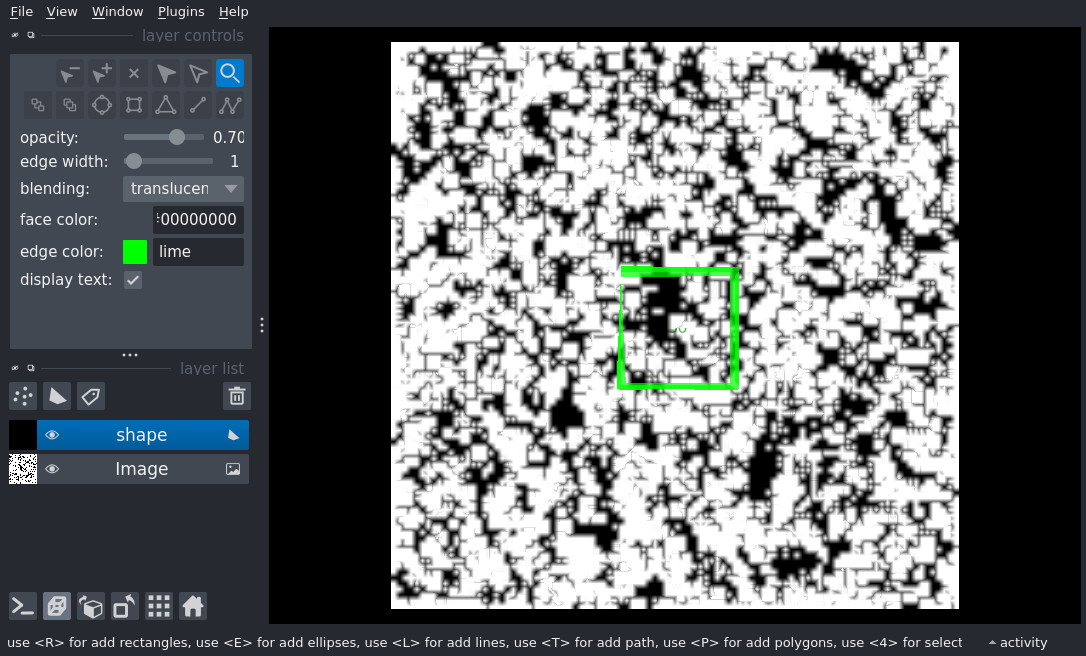 File View Window Plugins Help
layer controls
opacity: 0.70
edge width: 1
blending: translucen
face color: 00000000
edge color: lime
display text:
layer list
shape
Image
use <R> for add rectangles, use <E> for add ellipses, use <L> for add lines, use <T> for add path, use <P> for add polygons, use <4> for select
activity